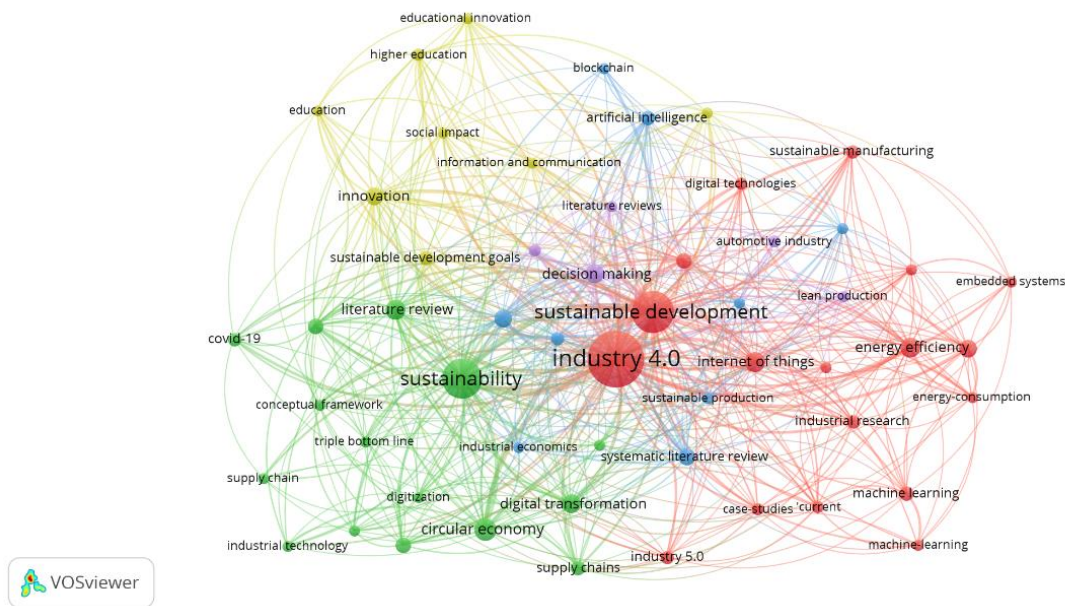 educational innovation
higher education
blockchain
education
artificial intelligence
social impact
sustainable manufacturing
information and communication
digital technologies
innovation
literature reviews
automotive industry
sustainable development goals
decision making
embedded systems
lean production
literature review
sustainable development
covid-19
energy efficiency
industry 4.0
internet of things
sustainability
sustainable production
energy-consumption
conceptual framework
industrial research
triple bottom line
industrial economics
systematic literature review
supply chain
digitization
machine learning
digital transformation
case-studies
'current
circular economy
industrial technology
machine-learning
industry 5.0
supply chains
VOSviewer